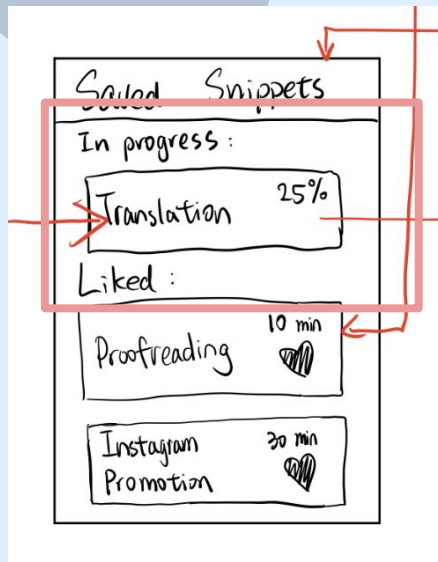 Saved Snippets
In progress:
Translation 25%
Liked:
Proofreading 10 min
Instagram 30 min
Promotion